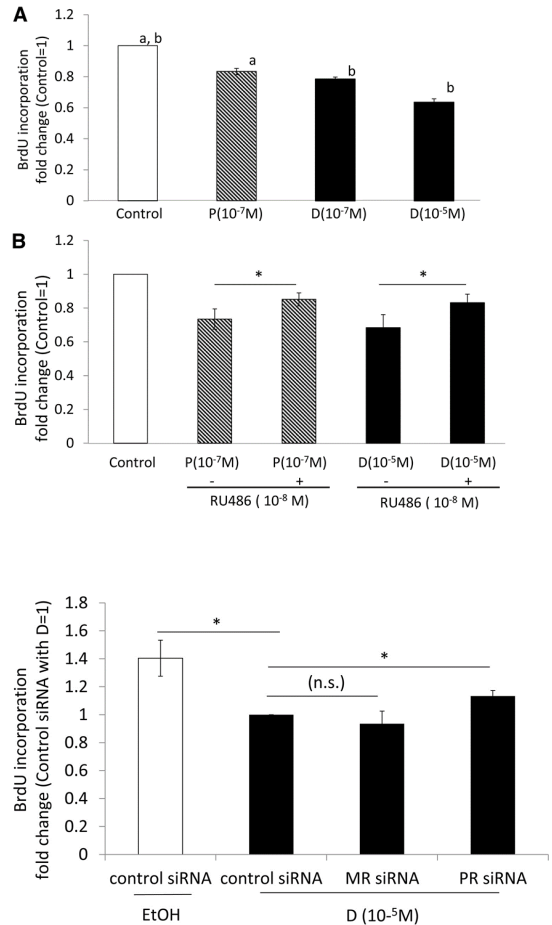 A
BrdU incorporation
fold change (Control=1)
1.2
1
0.8
0.6
0.4
0.2
0
a, b
a
b
b
Control
P(10⁻⁷M)
D(10⁻⁷M)
D(10⁻⁵M)
B
BrdU incorporation
fold change (Control=1)
1.2
1
0.8
0.6
0.4
0.2
0
*
*
Control
P(10⁻⁷M)
P(10⁻⁷M)
D(10⁻⁵M)
D(10⁻⁵M)
-
+
-
+
RU486 ( 10⁻⁸ M)
RU486 ( 10⁻⁸ M)
BrdU incorporation
fold change (Control siRNA with D=1)
1.8
1.6
1.4
1.2
1
0.8
0.6
0.4
0.2
0
*
*
(n.s.)
control siRNA
control siRNA
MR siRNA
PR siRNA
EtOH
D (10-⁵M)